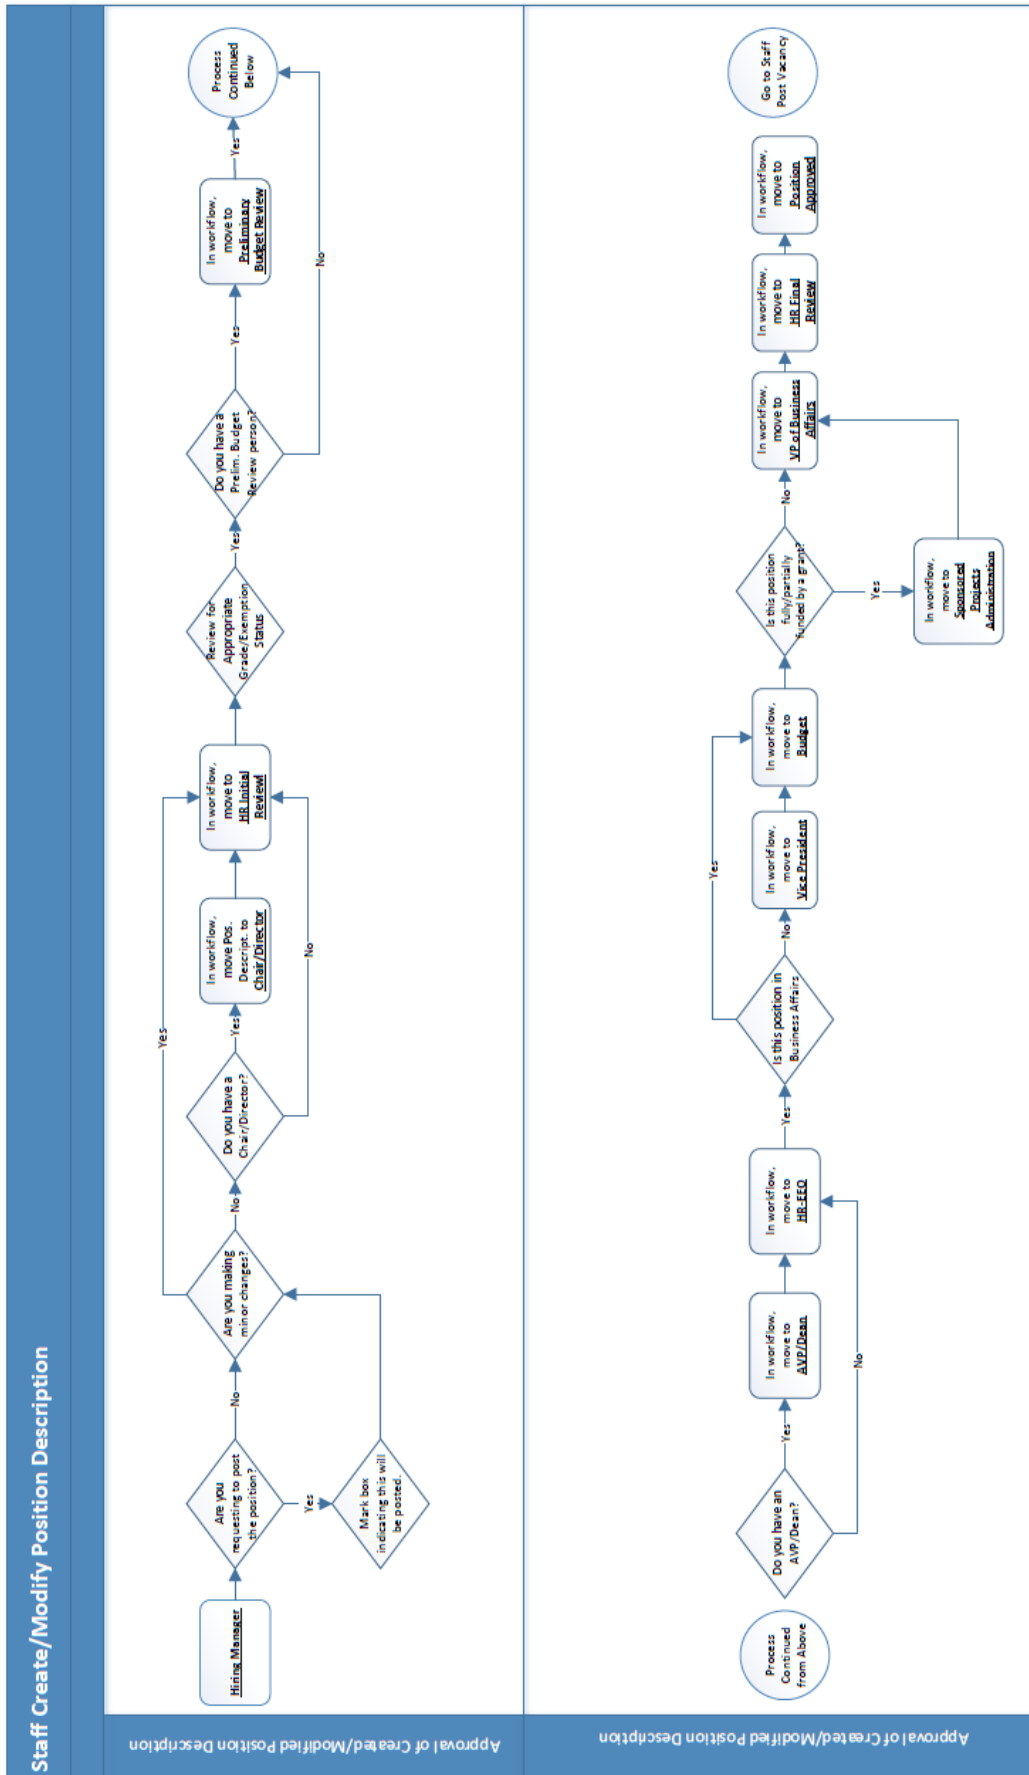 Staff Create/Modify Position Description
Approval of Created/Modified Position Description
Hiring Manager
Are you
requesting to post
the position?
Yes
Mark box
indicating this will
be posted.
No
Are you making
minor changes?
Yes
No
Do you have a
Chair/Director?
Yes
No
In workflow,
move Pos.
Descript. to
Chair/Director
In workflow,
move to
HR Initial
Review!
Review for
Appropriate
Grade/Exemption
Status
Yes
Do you have a
Prelim. Budget
Review person?
Yes
No
In workflow,
move to
Preliminary
Budget Review
Yes
Process
Continued
Below
Approval of Created/Modified Position Description
Process
Continued
from Above
Do you have an
AVP/Dean?
Yes
No
In workflow,
move to
AVP/Dean
In workflow,
move to
HR-EEO
Yes
Is this position in
Business Affairs
Yes
No
In workflow,
move to
Vice President
In workflow,
move to
Budget
Is this position
fully/partially
funded by a grant?
Yes
No
In workflow,
move to
Sponsored
Projects
Administration
In workflow,
move to
VP of Business
Affairs
In workflow,
move to
HR Final
Review
In workflow,
move to
Position
Approved
Go to Staff
Post Vacancy